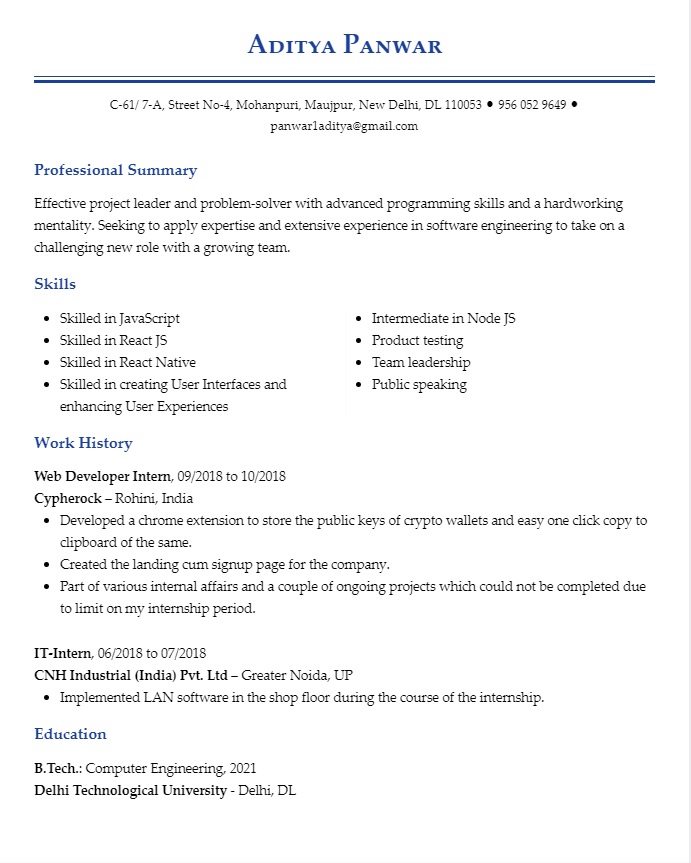 Aditya Panwar
C-61/ 7-A, Street No-4, Mohanpuri, Maujpur, New Delhi, DL 110053 ● 956 052 9649 ●
panwar1aditya@gmail.com
Professional Summary
Effective project leader and problem-solver with advanced programming skills and a hardworking
mentality. Seeking to apply expertise and extensive experience in software engineering to take on a
challenging new role with a growing team.
Skills
• Skilled in JavaScript
• Skilled in React JS
• Skilled in React Native
• Skilled in creating User Interfaces and
enhancing User Experiences
• Intermediate in Node JS
• Product testing
• Team leadership
• Public speaking
Work History
Web Developer Intern, 09/2018 to 10/2018
Cypherock – Rohini, India
• Developed a chrome extension to store the public keys of crypto wallets and easy one click copy to
clipboard of the same.
• Created the landing cum signup page for the company.
• Part of various internal affairs and a couple of ongoing projects which could not be completed due
to limit on my internship period.
IT-Intern, 06/2018 to 07/2018
CNH Industrial (India) Pvt. Ltd – Greater Noida, UP
• Implemented LAN software in the shop floor during the course of the internship.
Education
B.Tech.: Computer Engineering, 2021
Delhi Technological University - Delhi, DL